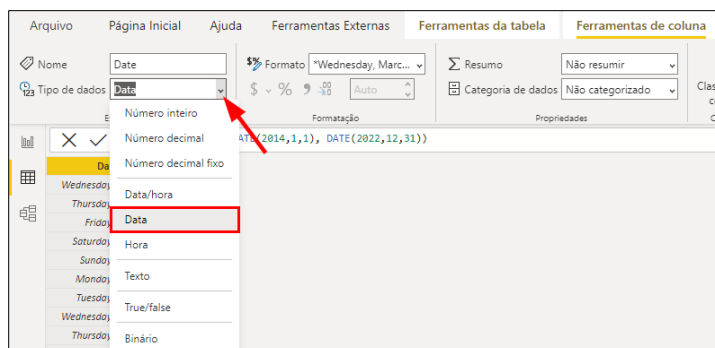 Arquivo Página Inicial Ajuda Ferramentas Externas Ferramentas da tabela Ferramentas de coluna
Nome Date $% Formato *Wednesday, Marc... Resumo Não resumir
Tipo de dados Data $ % 9 Auto Categoria de dados Não categorizado
Formatação Propriedades
Número inteiro
Número decimal
Número decimal fixo
Data/hora
Data
Hora
Texto
True/false
Binário
ATE(2014,1,1), DATE(2022,12,31))
Da
Wednesday
Thursday
Friday
Saturday
Sunday
Monday
Tuesday
Wednesday
Thursday